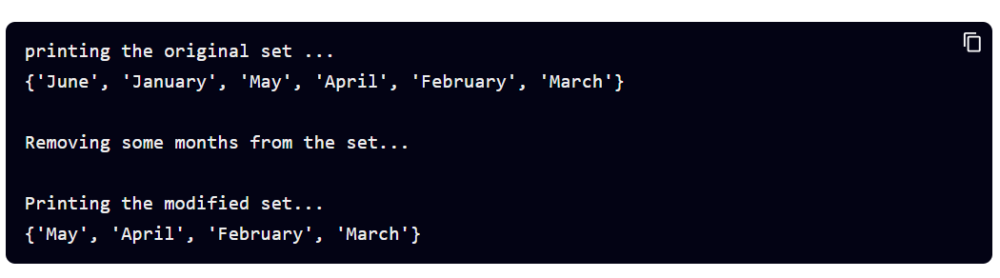 printing the original set ...
{'June', 'January', 'May', 'April', 'February', 'March'}
Removing some months from the set...
Printing the modified set...
{'May', 'April', 'February', 'March'}